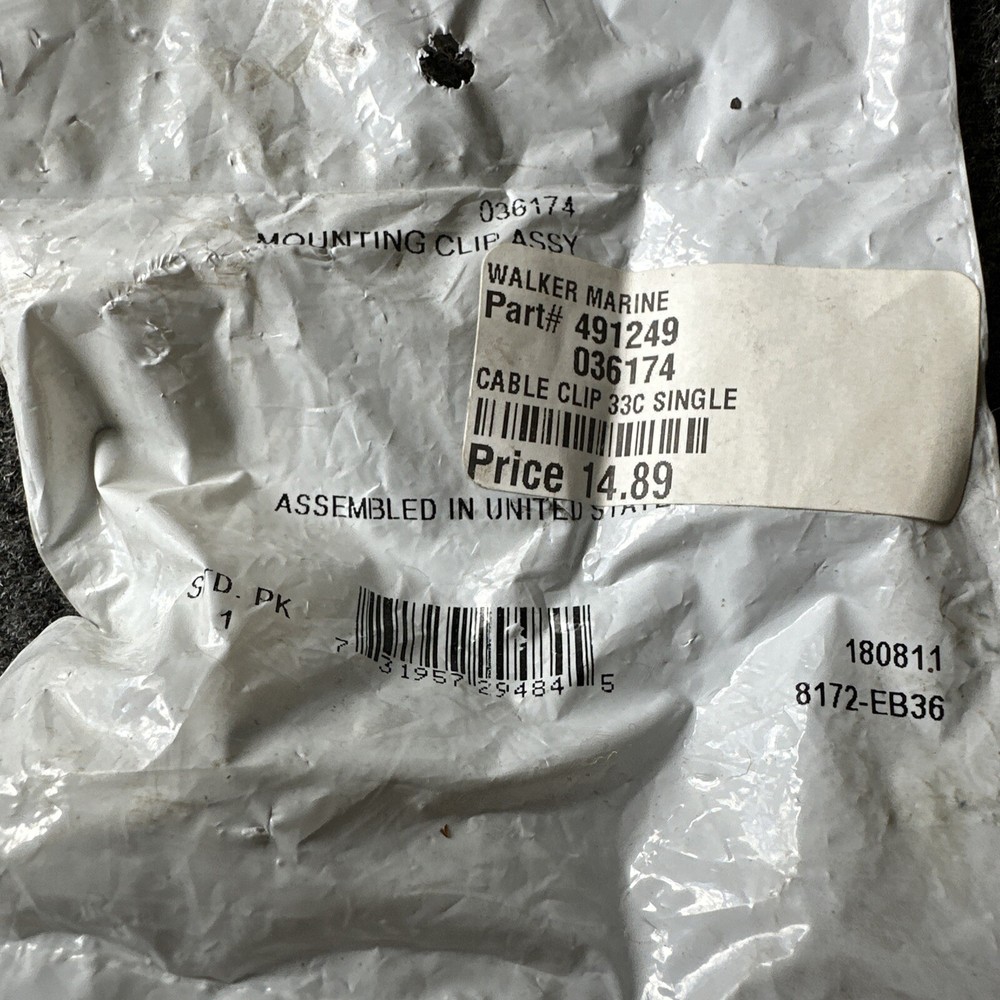 036174
MOUNTING CLIP ASSY
WALKER MARINE
Part# 491249
036174
CABLE CLIP 33C SINGLE
Price 14.89
ASSEMBLED IN UNITED STATE
STD. PK
1
7 31957 29484 5
180811
8172-EB36